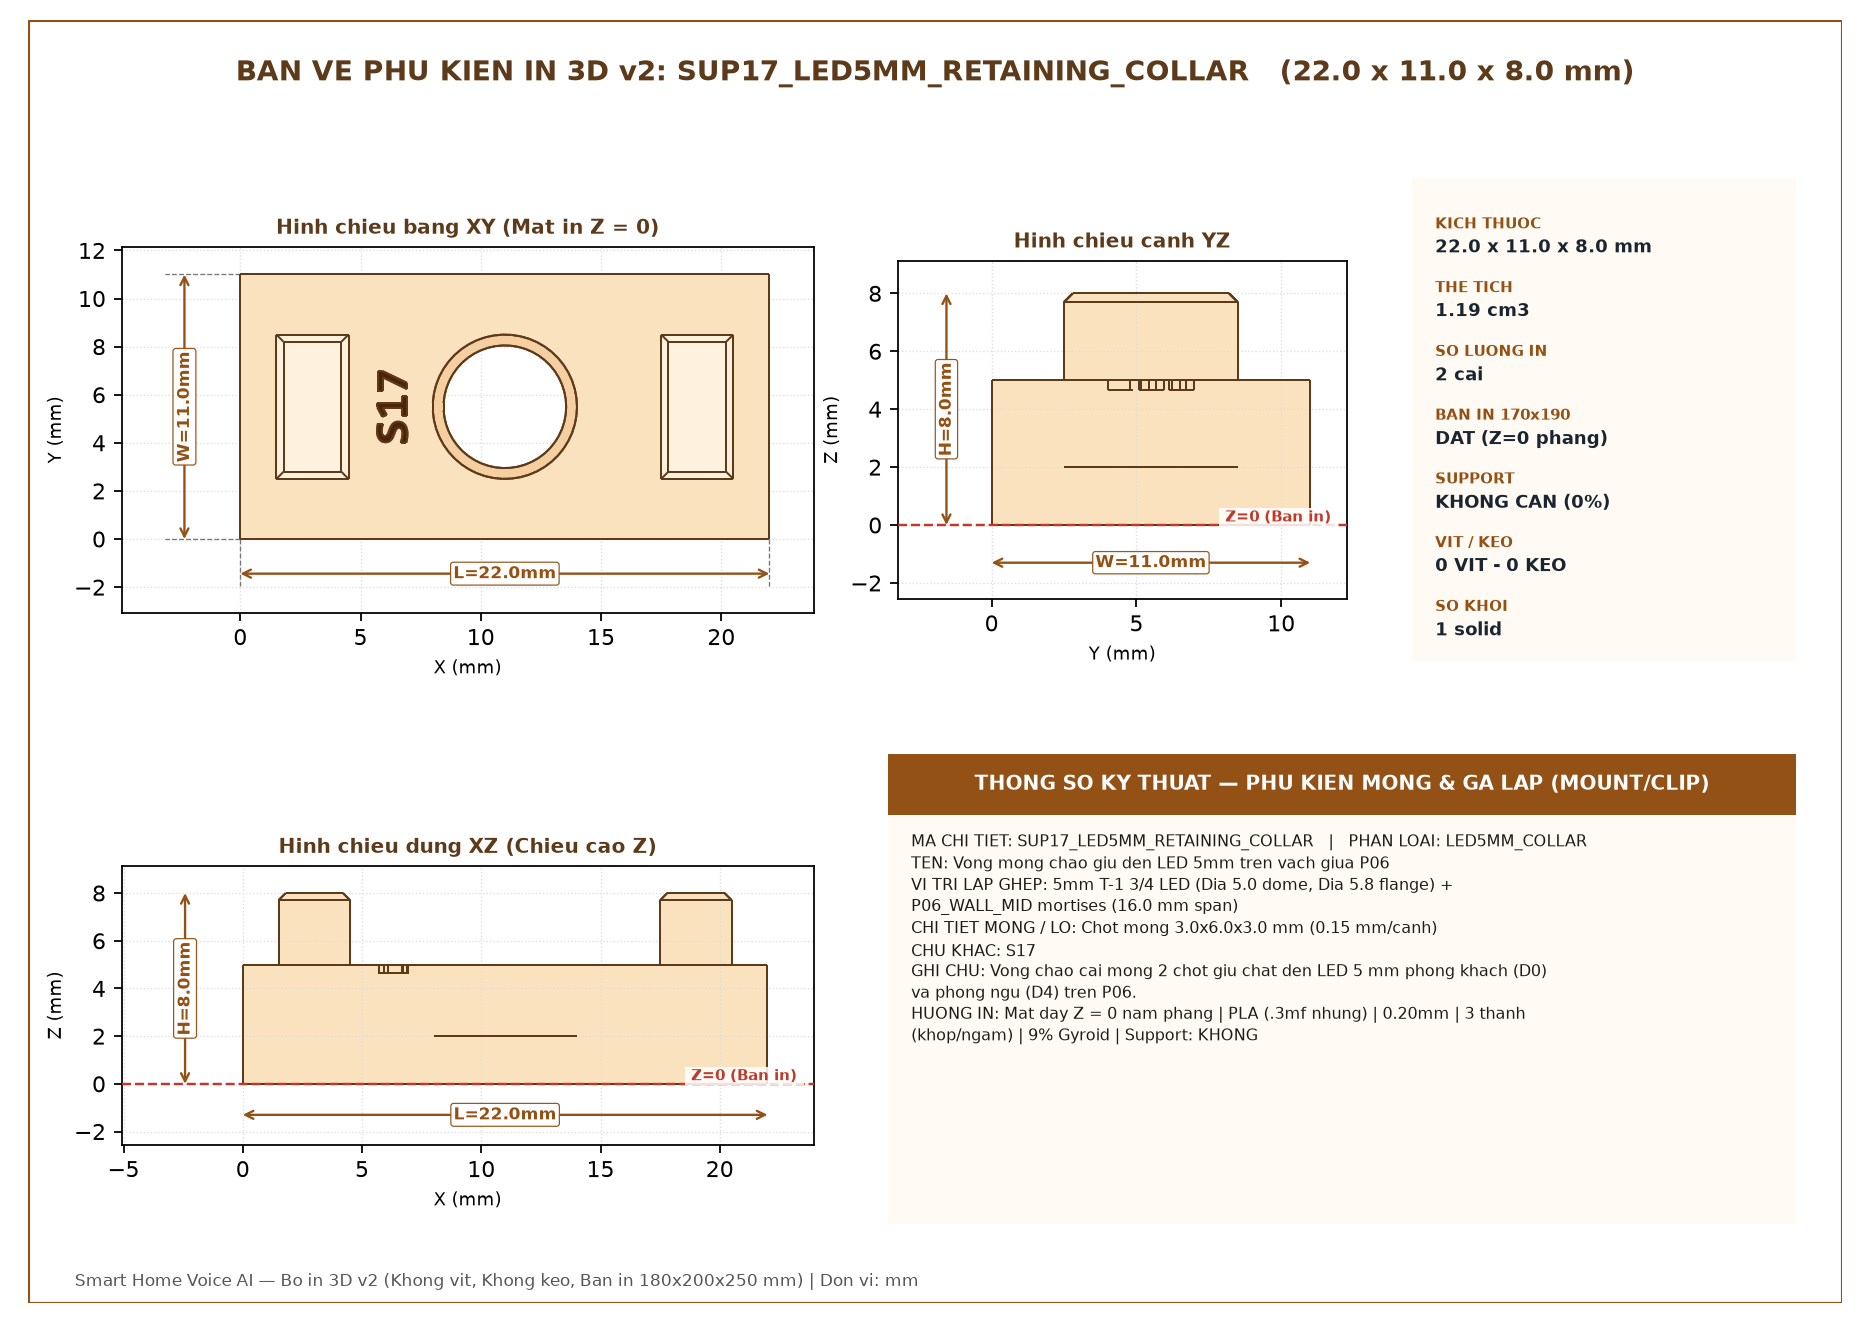 BAN VE PHU KIEN IN 3D v2: SUP17_LED5MM_RETAINING_COLLAR (22.0 x 11.0 x 8.0 mm)
Hinh chieu bang XY (Mat in Z = 0)
12
10
8
6
4
2
0
−2
Y (mm)
W=11.0mm
S17
L=22.0mm
0
5
10
15
20
X (mm)
Hinh chieu canh YZ
8
6
4
2
0
−2
Z (mm)
H=8.0mm
Z=0 (Ban in)
W=11.0mm
0
5
10
Y (mm)
KICH THUOC
22.0 x 11.0 x 8.0 mm
THE TICH
1.19 cm3
SO LUONG IN
2 cai
BAN IN 170x190
DAT (Z=0 phang)
SUPPORT
KHONG CAN (0%)
VIT / KEO
0 VIT - 0 KEO
SO KHOI
1 solid
Hinh chieu dung XZ (Chieu cao Z)
8
6
4
2
0
−2
Z (mm)
H=8.0mm
Z=0 (Ban in)
L=22.0mm
−5
0
5
10
15
20
X (mm)
THONG SO KY THUAT — PHU KIEN MONG & GA LAP (MOUNT/CLIP)
MA CHI TIET: SUP17_LED5MM_RETAINING_COLLAR | PHAN LOAI: LED5MM_COLLAR
TEN: Vong mong chao giu den LED 5mm tren vach giua P06
VI TRI LAP GHEP: 5mm T-1 3/4 LED (Dia 5.0 dome, Dia 5.8 flange) +
P06_WALL_MID mortises (16.0 mm span)
CHI TIET MONG / LO: Chot mong 3.0x6.0x3.0 mm (0.15 mm/canh)
CHU KHAC: S17
GHI CHU: Vong chao cai mong 2 chot giu chat den LED 5 mm phong khach (D0)
va phong ngu (D4) tren P06.
HUONG IN: Mat day Z = 0 nam phang | PLA (.3mf nhung) | 0.20mm | 3 thanh
(khop/ngam) | 9% Gyroid | Support: KHONG
Smart Home Voice AI — Bo in 3D v2 (Khong vit, Khong keo, Ban in 180x200x250 mm) | Don vi: mm